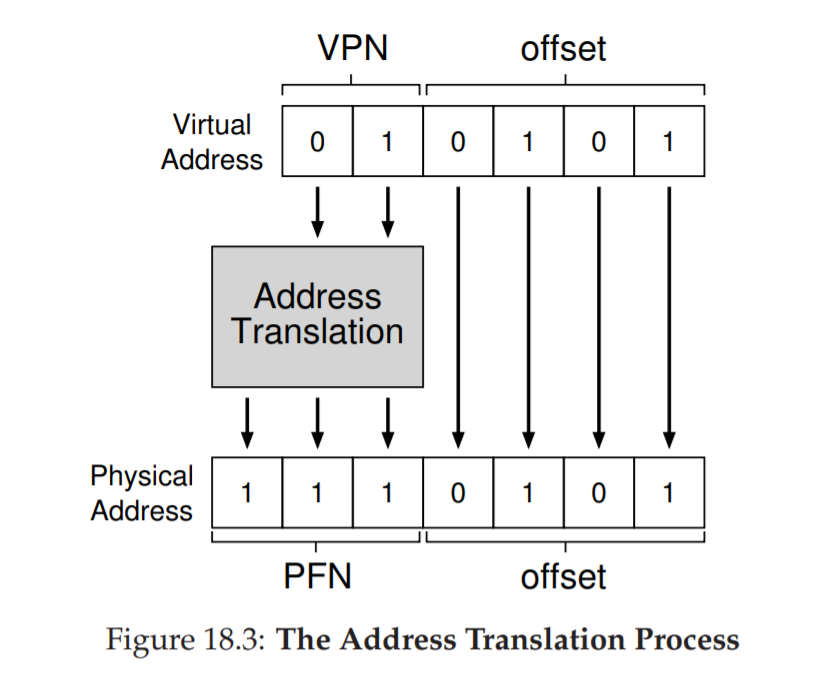 VPN offset
Virtual
Address
0 1 0 1 0 1
Address
Translation
Physical
Address
1 1 1 0 1 0 1
PFN offset
Figure 18.3: The Address Translation Process